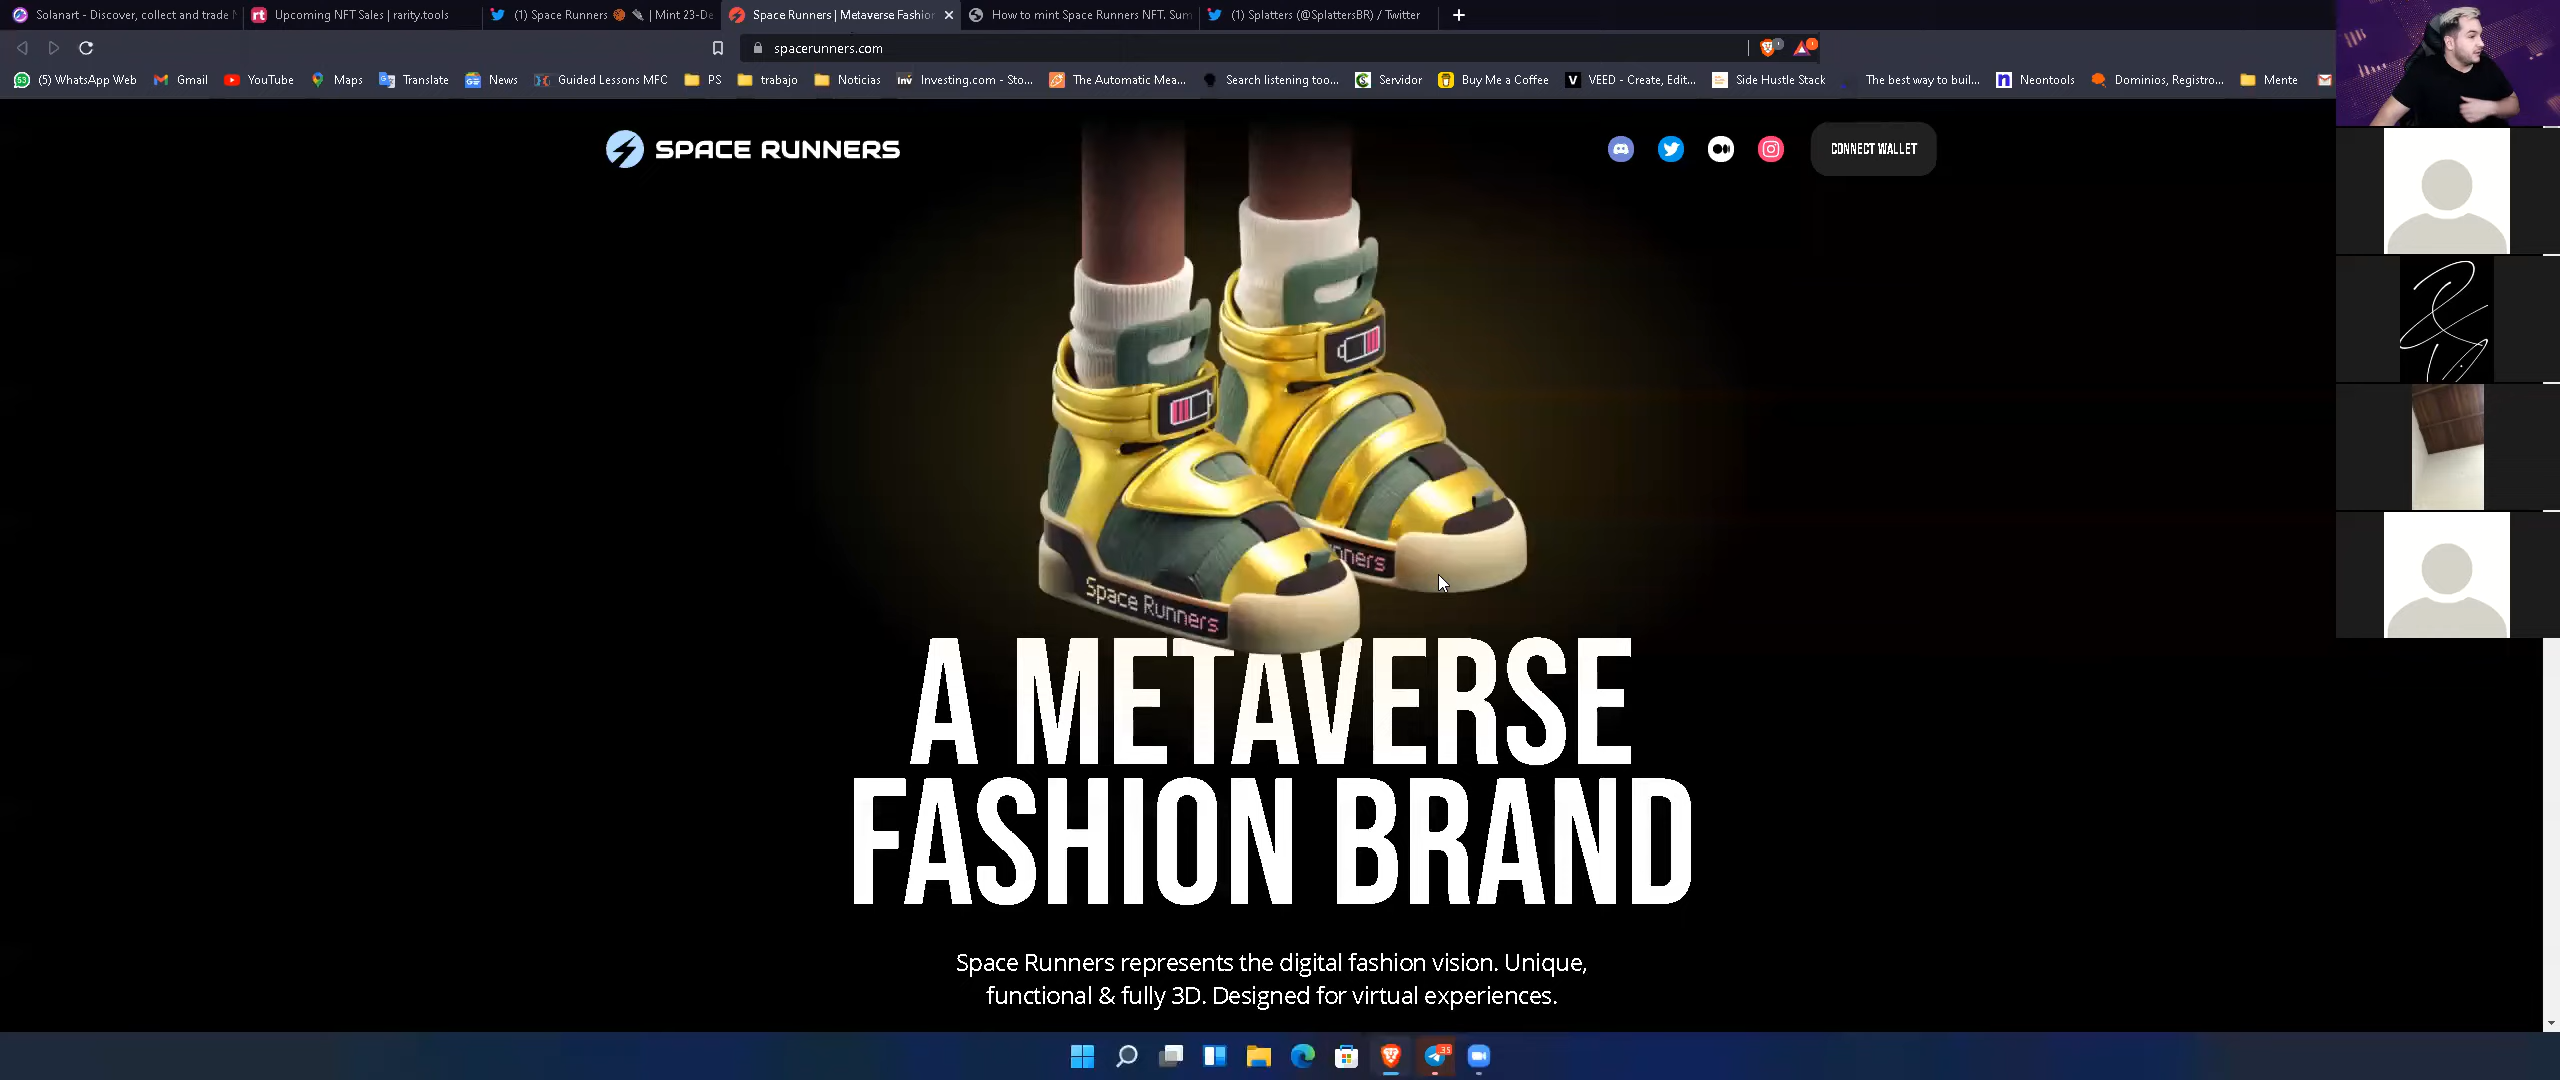 Solanart - Discover, collect and trade N
Upcoming NFT Sales | rarity.tools
(1) Space Runners 🏀 | Mint 23-De
Space Runners | Metaverse Fashion
How to mint Space Runners NFT. Sum
(1) Splatters (@SplattersBR) / Twitter
spacerunners.com
(5) WhatsApp Web
Gmail
YouTube
Maps
Translate
News
Guided Lessons MFC
PS
trabajo
Noticias
Investing.com - Sto...
The Automatic Mea...
Search listening too...
Servidor
Buy Me a Coffee
VEED - Create, Edit...
Side Hustle Stack
The best way to buil...
Neontools
Dominios, Registro...
Mente
SPACE RUNNERS
CONNECT WALLET
Space Runners
nners
A METAVERSE
FASHION BRAND
Space Runners represents the digital fashion vision. Unique,
functional & fully 3D. Designed for virtual experiences.
35